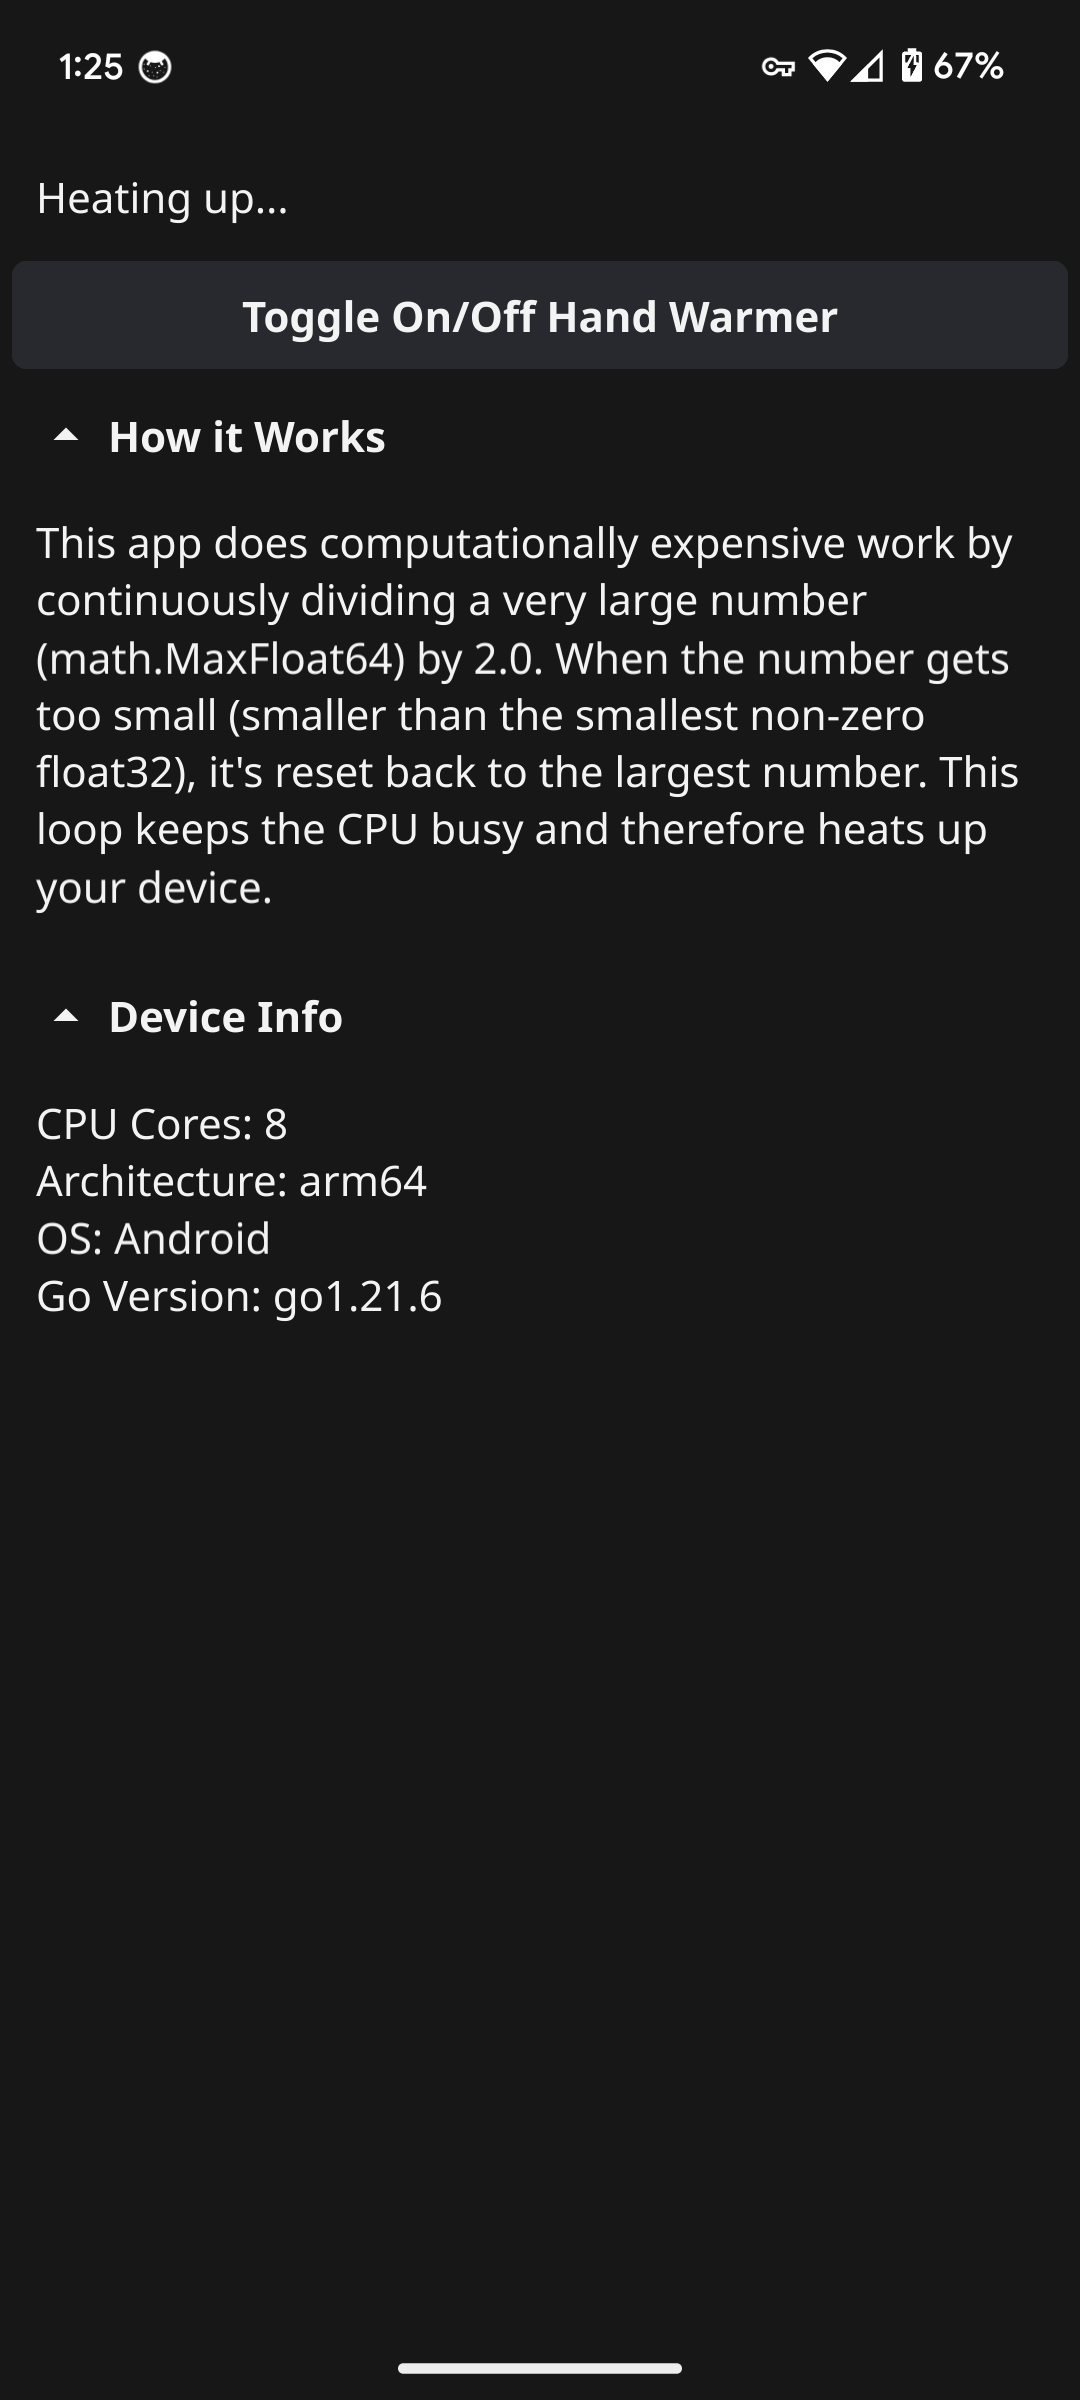 1:25 67%
Heating up...
Toggle On/Off Hand Warmer
How it Works
This app does computationally expensive work by
continuously dividing a very large number
(math.MaxFloat64) by 2.0. When the number gets
too small (smaller than the smallest non-zero
float32), it's reset back to the largest number. This
loop keeps the CPU busy and therefore heats up
your device.
Device Info
CPU Cores: 8
Architecture: arm64
OS: Android
Go Version: go1.21.6